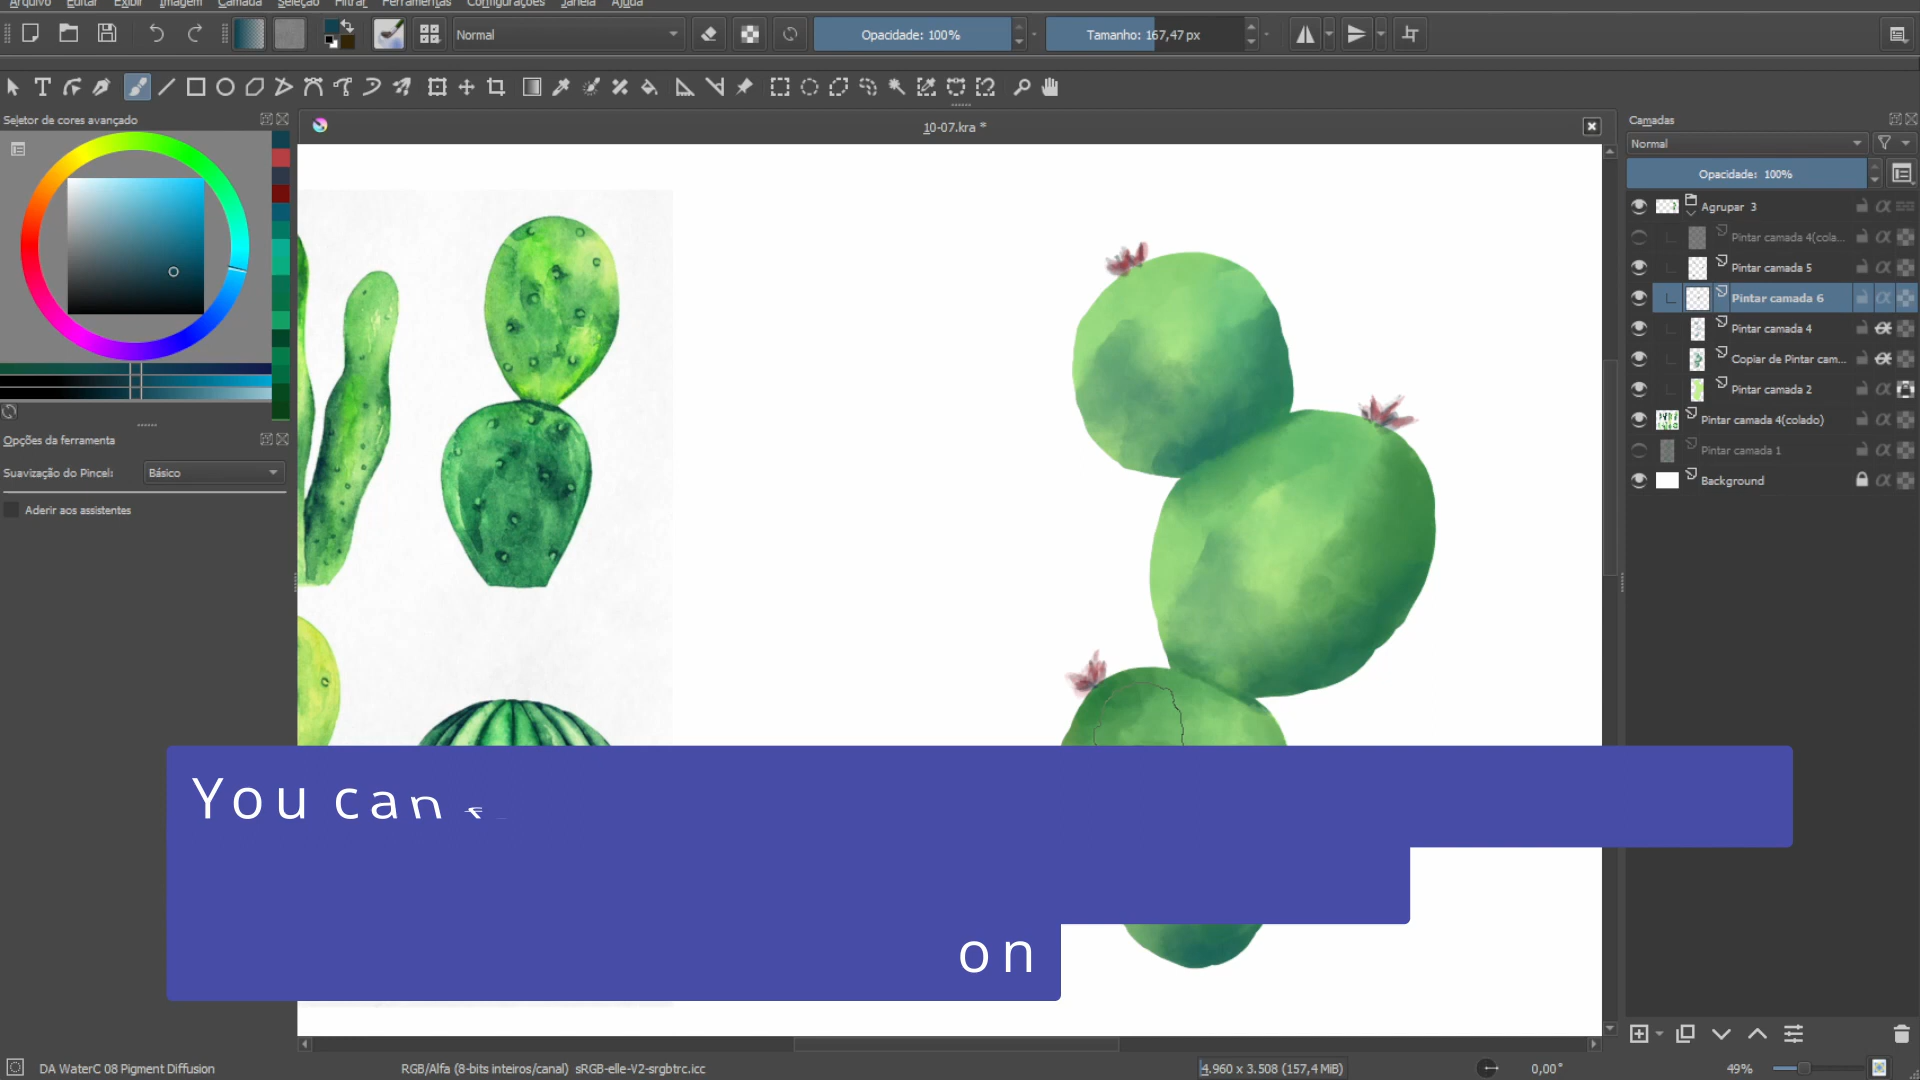 Arquivo Editar Exibir Imagem Camada Seleção Filtrar Ferramentas Configurações Janela Ajuda
Normal Opacidade: 100% Tamanho: 167,47 px
Seletor de cores avançado
10-07.kra *
Camadas
Normal
Opacidade: 100%
Agrupar 3
Pintar camada 4(cola...
Pintar camada 5
Pintar camada 6
Pintar camada 4
Copiar de Pintar cam...
Pintar camada 2
Pintar camada 4(colado)
Pintar camada 1
Background
Opções da ferramenta
Suavização do Pincel: Básico
Aderir aos assistentes
You can
on
DA WaterC 08 Pigment Diffusion
RGB/Alfa (8-bits inteiros/canal) sRGB-elle-V2-srgbtrc.icc
4.960 x 3.508 (157,4 MiB)
0,00°
49%